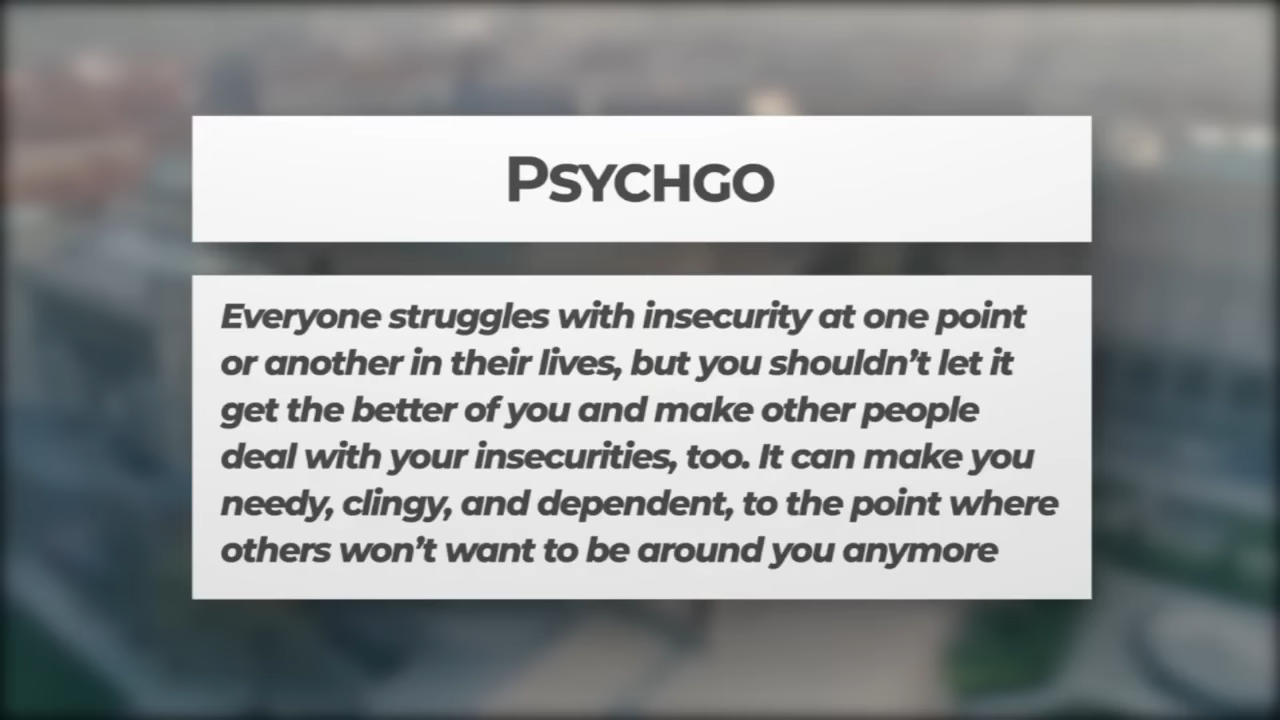 Psychgo
Everyone struggles with insecurity at one point
or another in their lives, but you shouldn’t let it
get the better of you and make other people
deal with your insecurities, too. It can make you
needy, clingy, and dependent, to the point where
others won’t want to be around you anymore